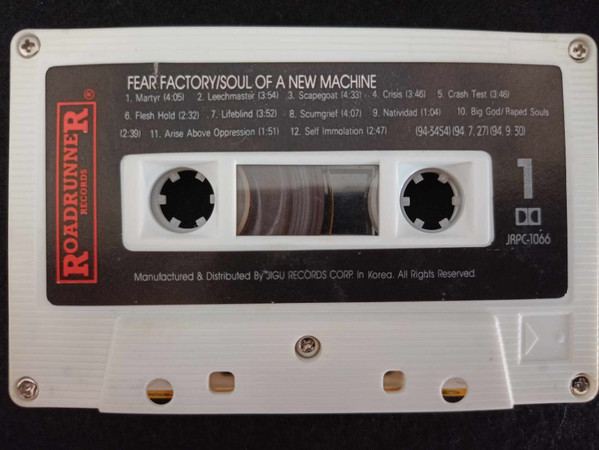 FEAR FACTORY/SOUL OF A NEW MACHINE
1. Martyr (4:05) 2. Leechmaster (3:54) 3. Scapegoat (4:33) 4. Crisis (3:46) 5. Crash Test (3:46)
6. Flesh Hold (2:32) 7. Lifeblind (3:52) 8. Scumgrief (4:07) 9. Natividad (1:04) 10. Big God/Raped Souls
(2:39) 11. Arise Above Oppression (1:51) 12. Self Immolation (2:47) (94-3454) (94. 7. 27) (94. 9. 30)
ROADRUNNER®
RECORDS
1
JRPC-1066
Manufactured & Distributed By JIGU RECORDS CORP. In Korea. All Rights Reserved